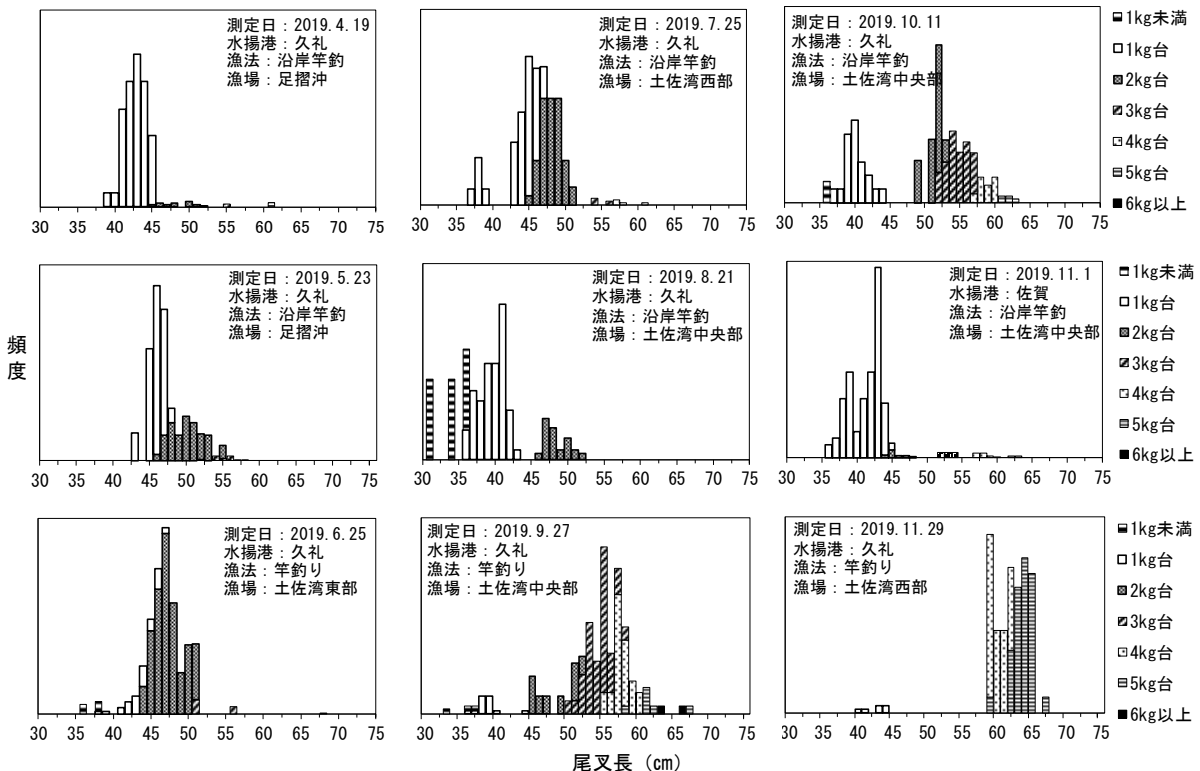 測定日：2019.4.19
水揚港：久礼
漁法：沿岸竿釣
漁場：足摺沖
30 35 40 45 50 55 60 65 70 75
測定日：2019.7.25
水揚港：久礼
漁法：沿岸竿釣
漁場：土佐湾西部
30 35 40 45 50 55 60 65 70 75
測定日：2019.10.11
水揚港：久礼
漁法：沿岸竿釣
漁場：土佐湾中央部
30 35 40 45 50 55 60 65 70 75
1kg未満
1kg台
2kg台
3kg台
4kg台
5kg台
6kg以上
頻度
測定日：2019.5.23
水揚港：久礼
漁法：沿岸竿釣
漁場：足摺沖
30 35 40 45 50 55 60 65 70 75
測定日：2019.8.21
水揚港：久礼
漁法：沿岸竿釣
漁場：土佐湾中央部
30 35 40 45 50 55 60 65 70 75
測定日：2019.11.1
水揚港：佐賀
漁法：沿岸竿釣
漁場：土佐湾中央部
30 35 40 45 50 55 60 65 70 75
1kg未満
1kg台
2kg台
3kg台
4kg台
5kg台
6kg以上
測定日：2019.6.25
水揚港：久礼
漁法：竿釣り
漁場：土佐湾東部
30 35 40 45 50 55 60 65 70 75
測定日：2019.9.27
水揚港：久礼
漁法：竿釣り
漁場：土佐湾中央部
30 35 40 45 50 55 60 65 70 75
測定日：2019.11.29
水揚港：久礼
漁法：竿釣り
漁場：土佐湾西部
30 35 40 45 50 55 60 65 70 75
1kg未満
1kg台
2kg台
3kg台
4kg台
5kg台
6kg以上
尾叉長（cm）